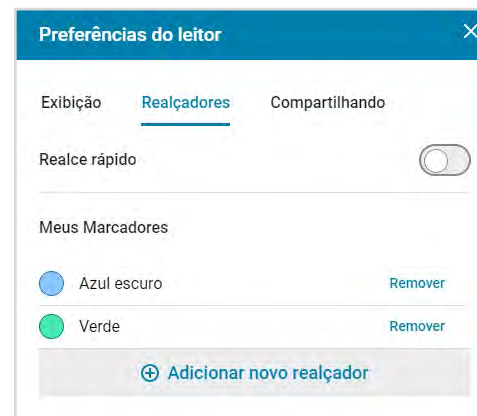 Preferências do leitor
Exibição Realçadores Compartilhando
Realce rápido
Meus Marcadores
Azul escuro Remover
Verde Remover
Adicionar novo realçador